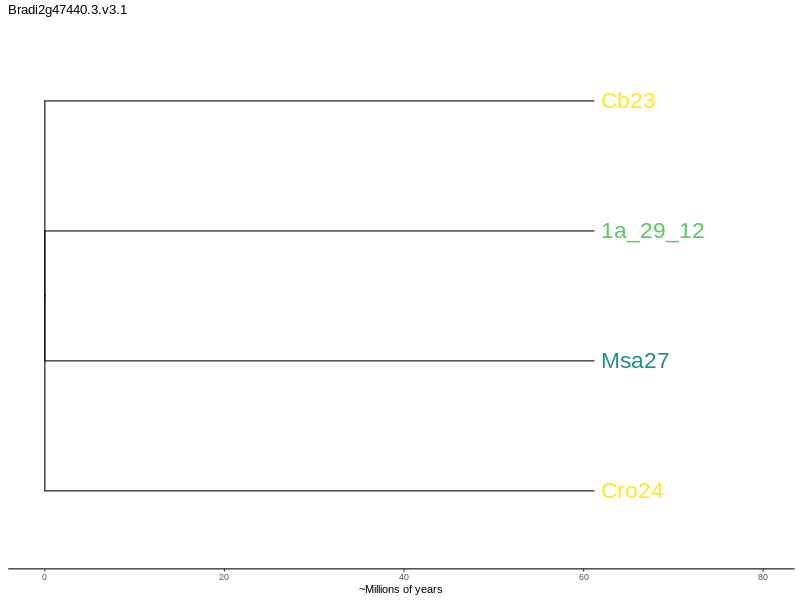 Bradi2g47440.3.v3.1
Cb23
1a_29_12
Msa27
Cro24
0 20 40 60 80
~Millions of years